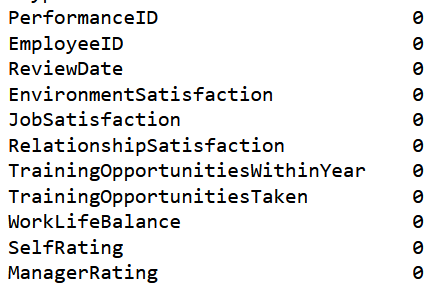 PerformanceID 0
EmployeeID 0
ReviewDate 0
EnvironmentSatisfaction 0
JobSatisfaction 0
RelationshipSatisfaction 0
TrainingOpportunitiesWithinYear 0
TrainingOpportunitiesTaken 0
WorkLifeBalance 0
SelfRating 0
ManagerRating 0